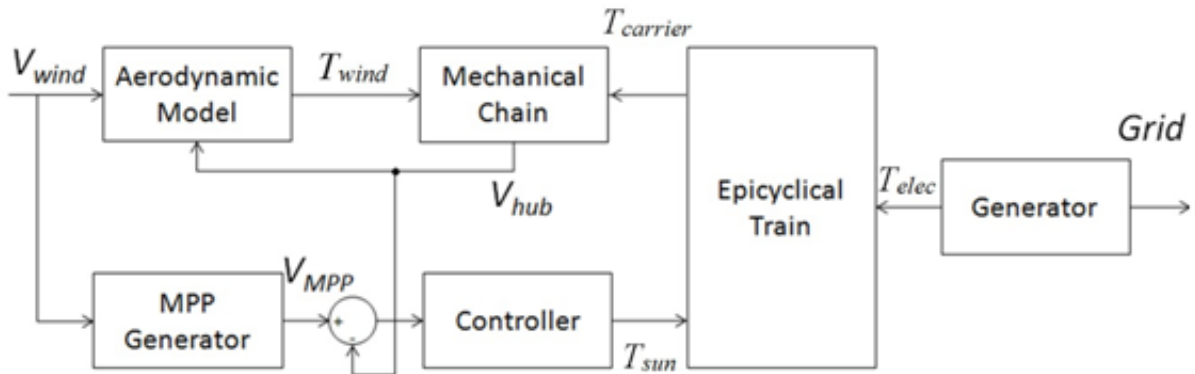 V_wind
Aerodynamic
Model
T_wind
Mechanical
Chain
T_carrier
V_hub
Epicyclical
Train
T_elec
Generator
Grid
MPP
Generator
V_MPP
+
-
Controller
T_sun